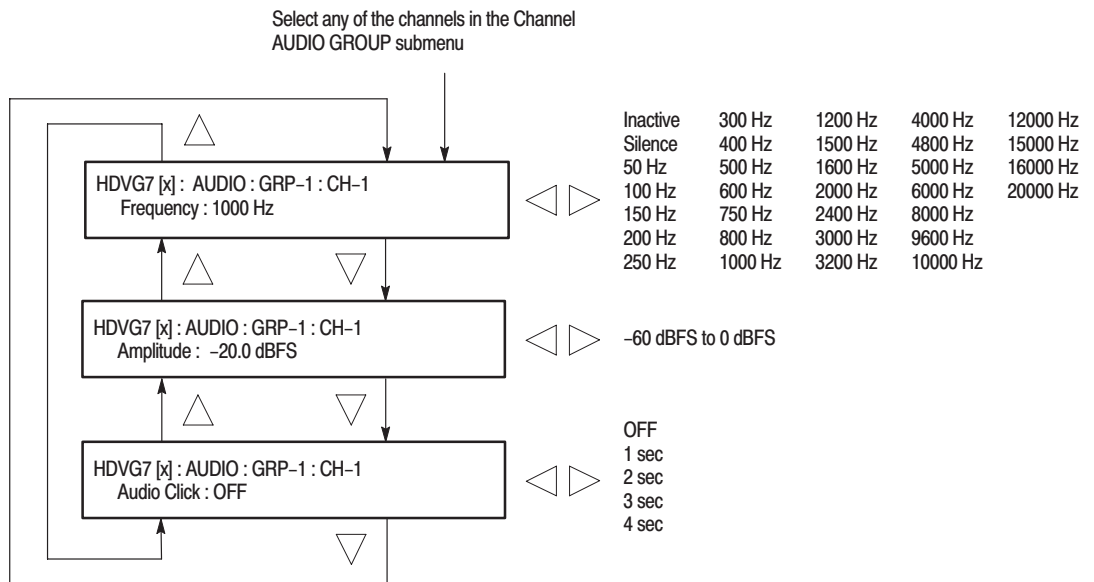 Select any of the channels in the Channel
AUDIO GROUP submenu
HDVG7 [x] : AUDIO : GRP–1 : CH–1
Frequency : 1000 Hz
Inactive 300 Hz 1200 Hz 4000 Hz 12000 Hz
Silence 400 Hz 1500 Hz 4800 Hz 15000 Hz
50 Hz 500 Hz 1600 Hz 5000 Hz 16000 Hz
100 Hz 600 Hz 2000 Hz 6000 Hz 20000 Hz
150 Hz 750 Hz 2400 Hz 8000 Hz
200 Hz 800 Hz 3000 Hz 9600 Hz
250 Hz 1000 Hz 3200 Hz 10000 Hz
HDVG7 [x] : AUDIO : GRP–1 : CH–1
Amplitude : –20.0 dBFS
–60 dBFS to 0 dBFS
HDVG7 [x] : AUDIO : GRP–1 : CH–1
Audio Click : OFF
OFF
1 sec
2 sec
3 sec
4 sec